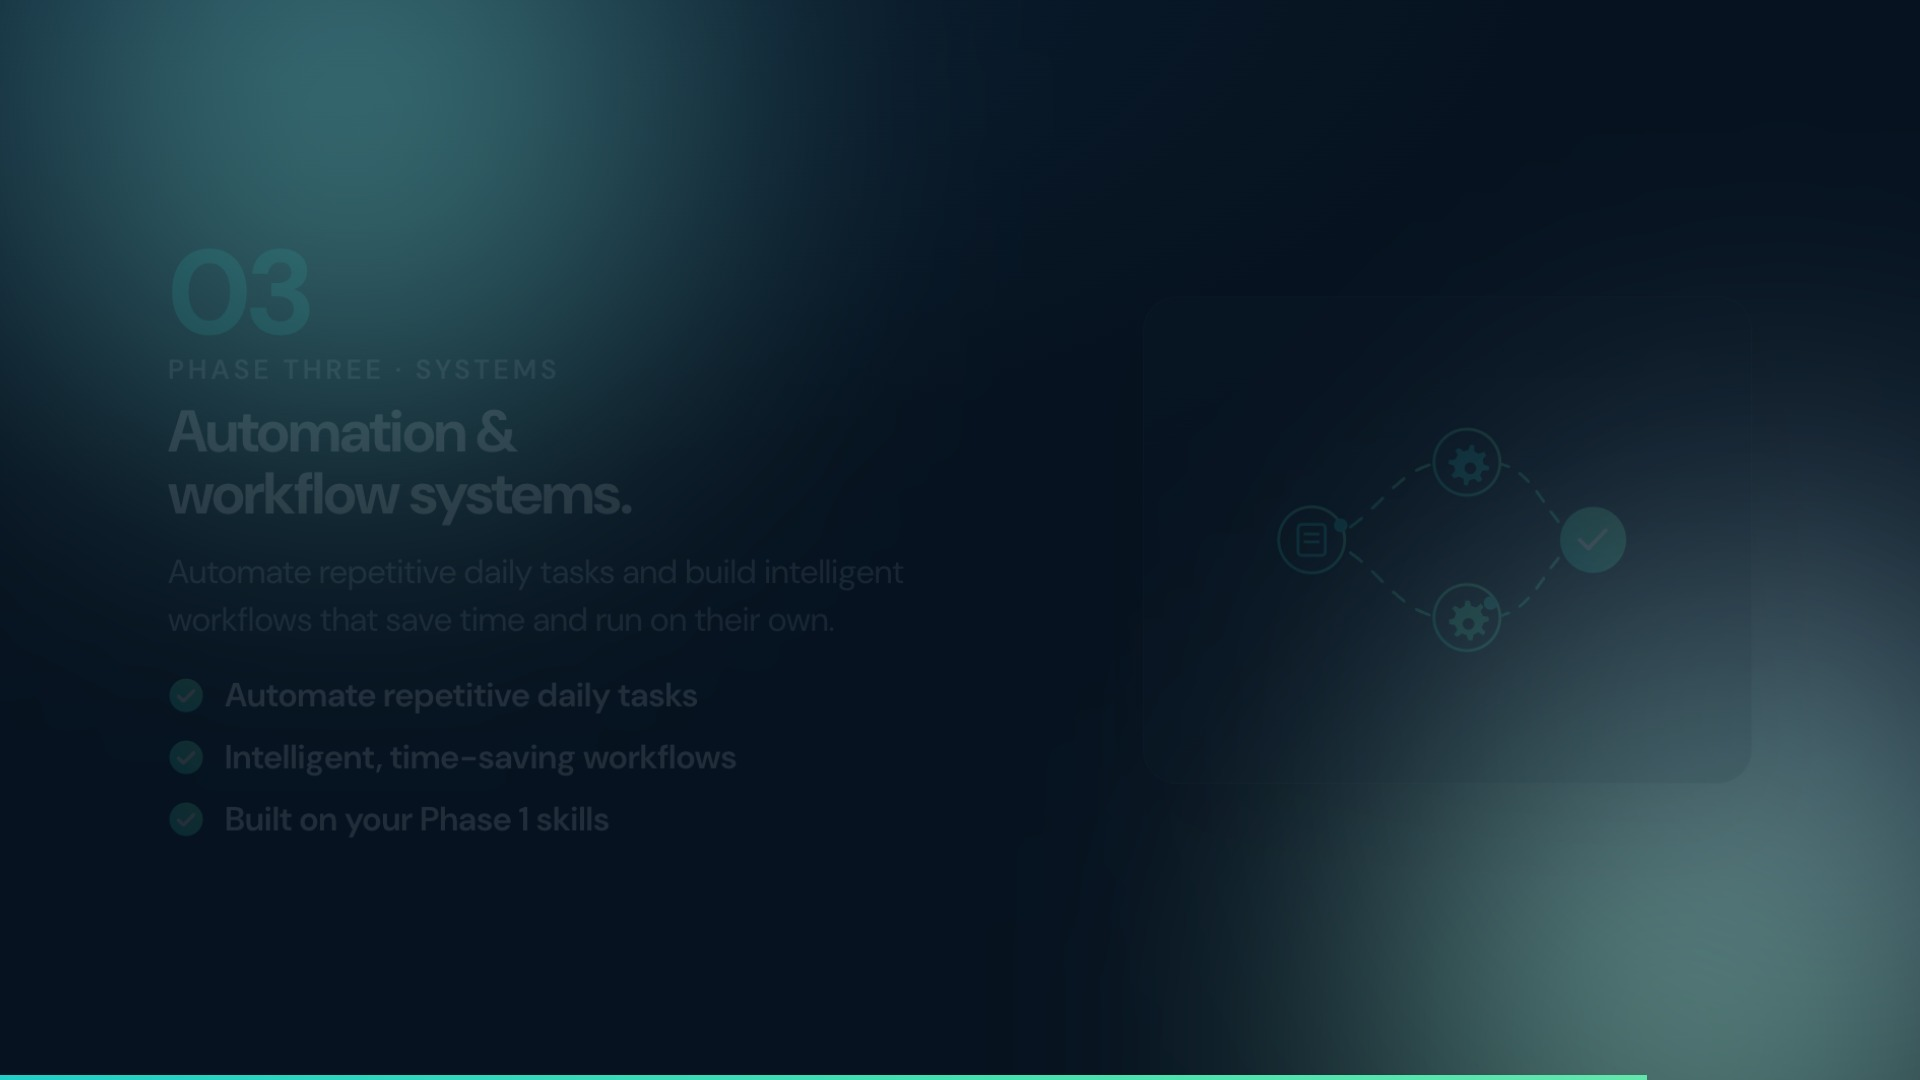 03
PHASE THREE · SYSTEMS
Automation &
workflow systems.
Automate repetitive daily tasks and build intelligent
workflows that save time and run on their own.
Automate repetitive daily tasks
Intelligent, time-saving workflows
Built on your Phase 1 skills